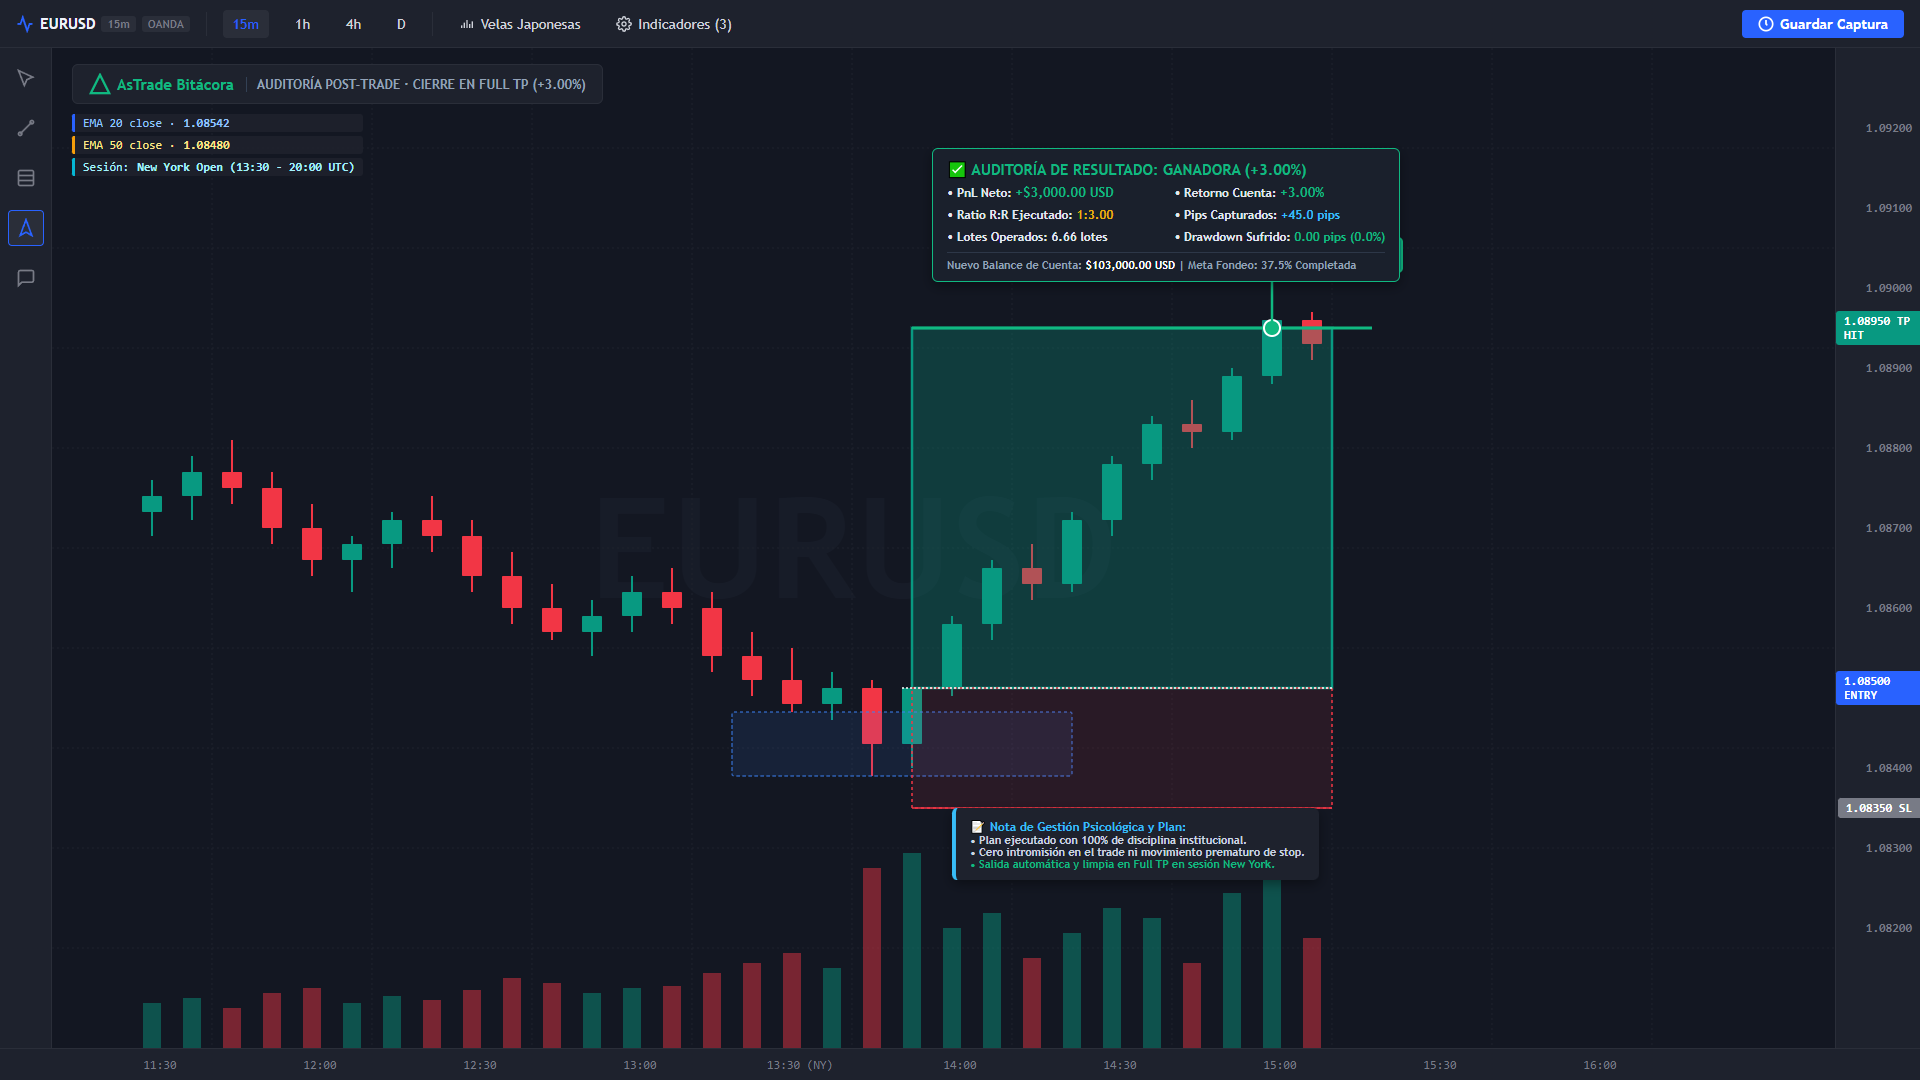 EURUSD 15m OANDA 15m 1h 4h D Velas Japonesas Indicadores (3) Guardar Captura
AsTrade Bitácora AUDITORÍA POST-TRADE · CIERRE EN FULL TP (+3.00%)
EMA 20 close · 1.08542
EMA 50 close · 1.08480
Sesión: New York Open (13:30 - 20:00 UTC)
✅ AUDITORÍA DE RESULTADO: GANADORA (+3.00%)
• PnL Neto: +$3,000.00 USD • Retorno Cuenta: +3.00%
• Ratio R:R Ejecutado: 1:3.00 • Pips Capturados: +45.0 pips
• Lotes Operados: 6.66 lotes • Drawdown Sufrido: 0.00 pips (0.0%)
Nuevo Balance de Cuenta: $103,000.00 USD | Meta Fondeo: 37.5% Completada
EURUSD
📝 Nota de Gestión Psicológica y Plan:
• Plan ejecutado con 100% de disciplina institucional.
• Cero intromisión en el trade ni movimiento prematuro de stop.
• Salida automática y limpia en Full TP en sesión New York.
1.09200
1.09100
1.09000
1.08950 TP
HIT
1.08900
1.08800
1.08700
1.08600
1.08500
ENTRY
1.08400
1.08350 SL
1.08300
1.08200
11:30 12:00 12:30 13:00 13:30 (NY) 14:00 14:30 15:00 15:30 16:00